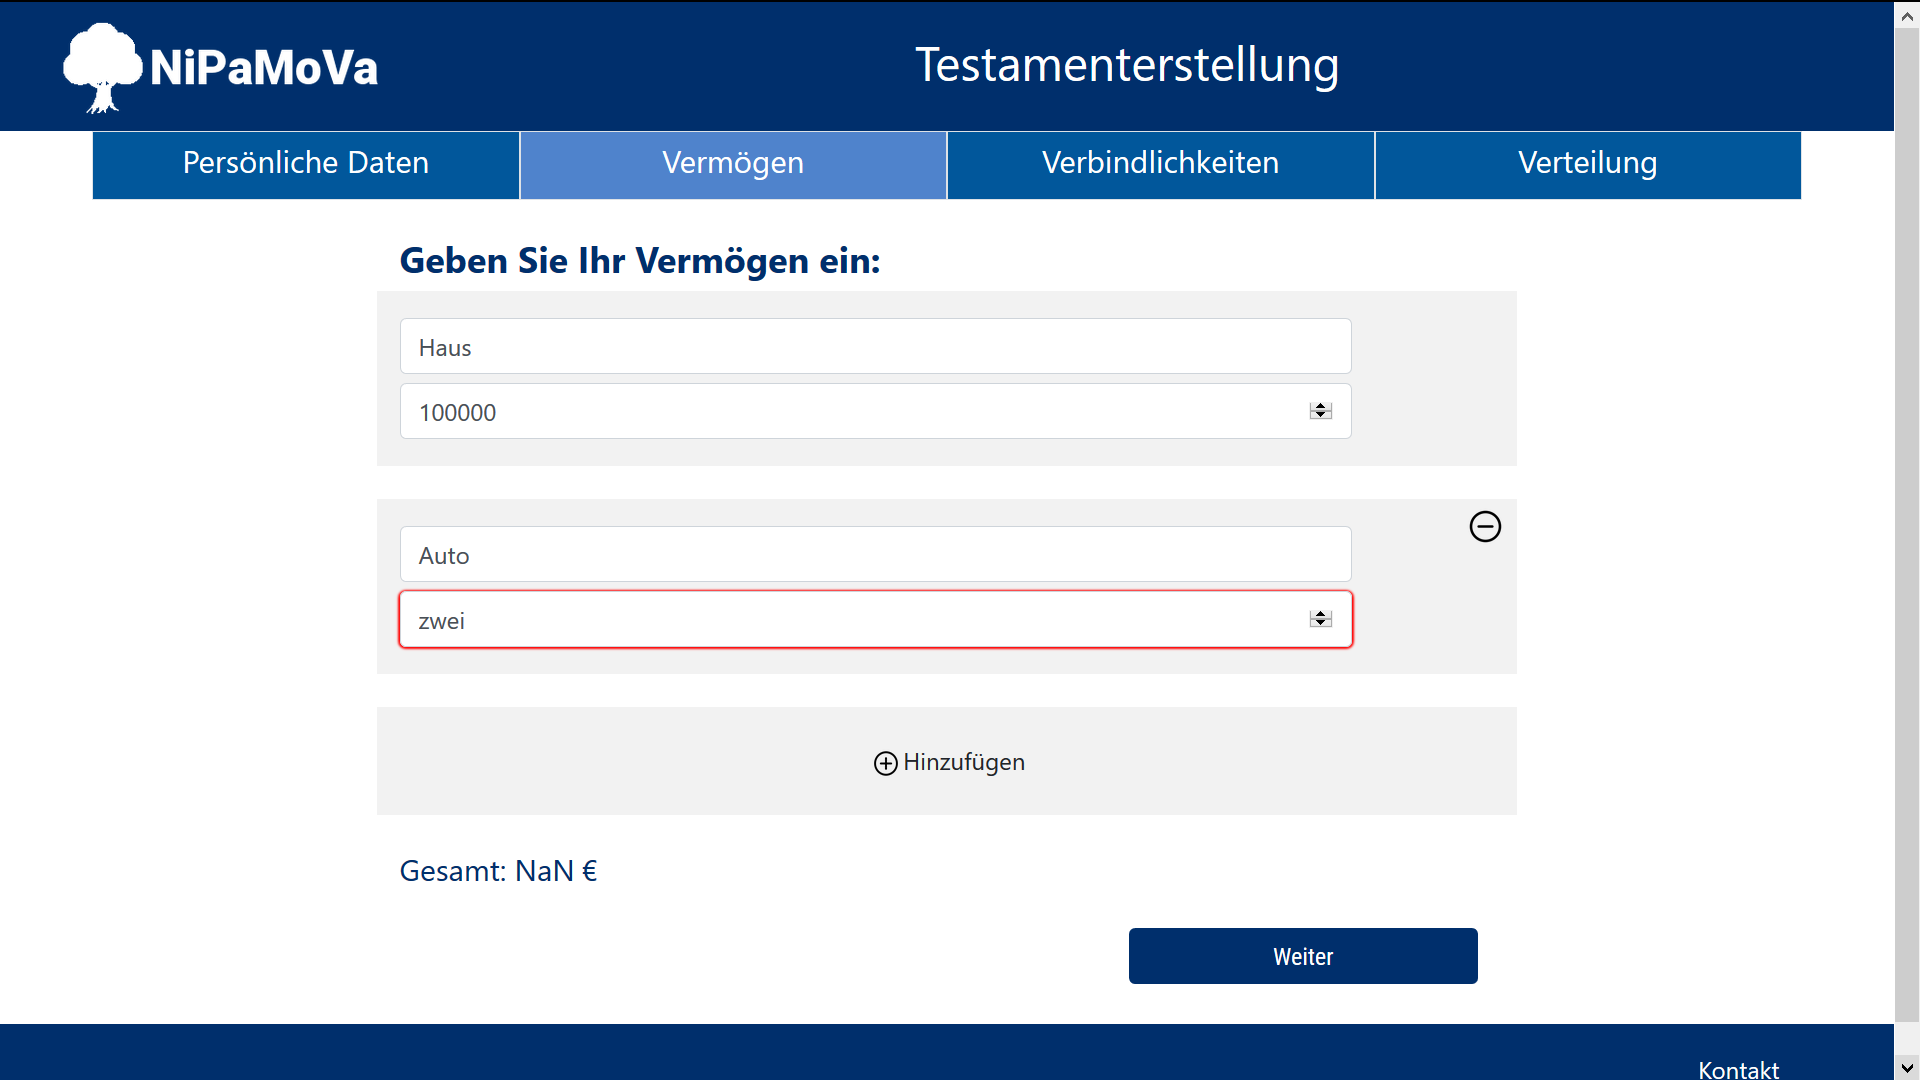 NiPaMoVa
Testamenterstellung
Persönliche Daten
Vermögen
Verbindlichkeiten
Verteilung
Geben Sie Ihr Vermögen ein:
Haus
100000
Auto
zwei
Hinzufügen
Gesamt: NaN €
Weiter
Kontakt